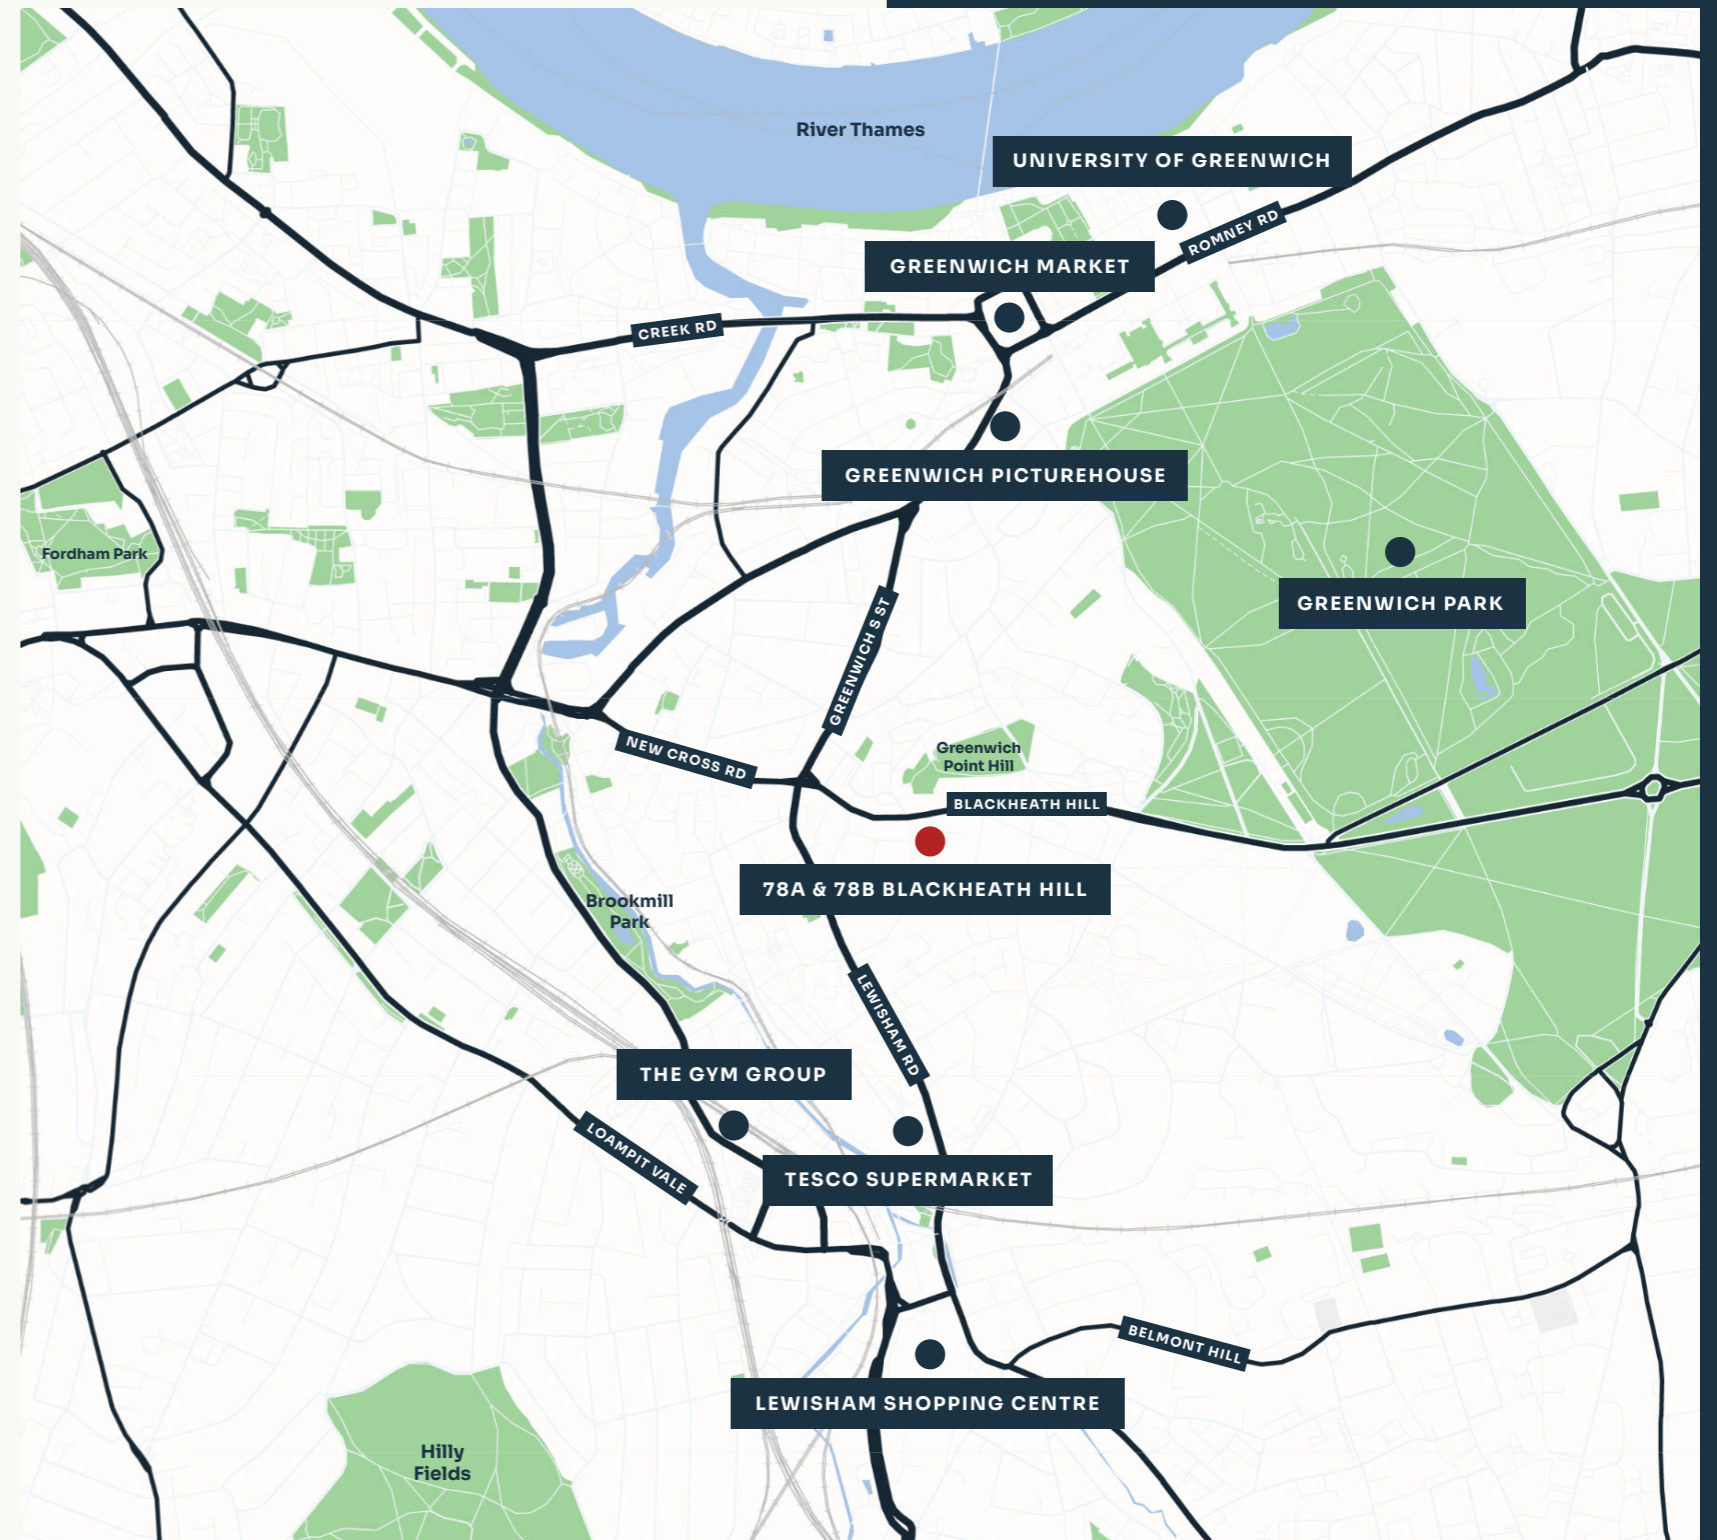 River Thames
UNIVERSITY OF GREENWICH
ROMNEY RD
GREENWICH MARKET
CREEK RD
GREENWICH PICTUREHOUSE
Fordham Park
GREENWICH PARK
GREENWICH S ST
NEW CROSS RD
Greenwich
Point Hill
BLACKHEATH HILL
78A & 78B BLACKHEATH HILL
Brookmill
Park
LEWISHAM RD
THE GYM GROUP
LOAMPIT VALE
TESCO SUPERMARKET
BELMONT HILL
LEWISHAM SHOPPING CENTRE
Hilly
Fields